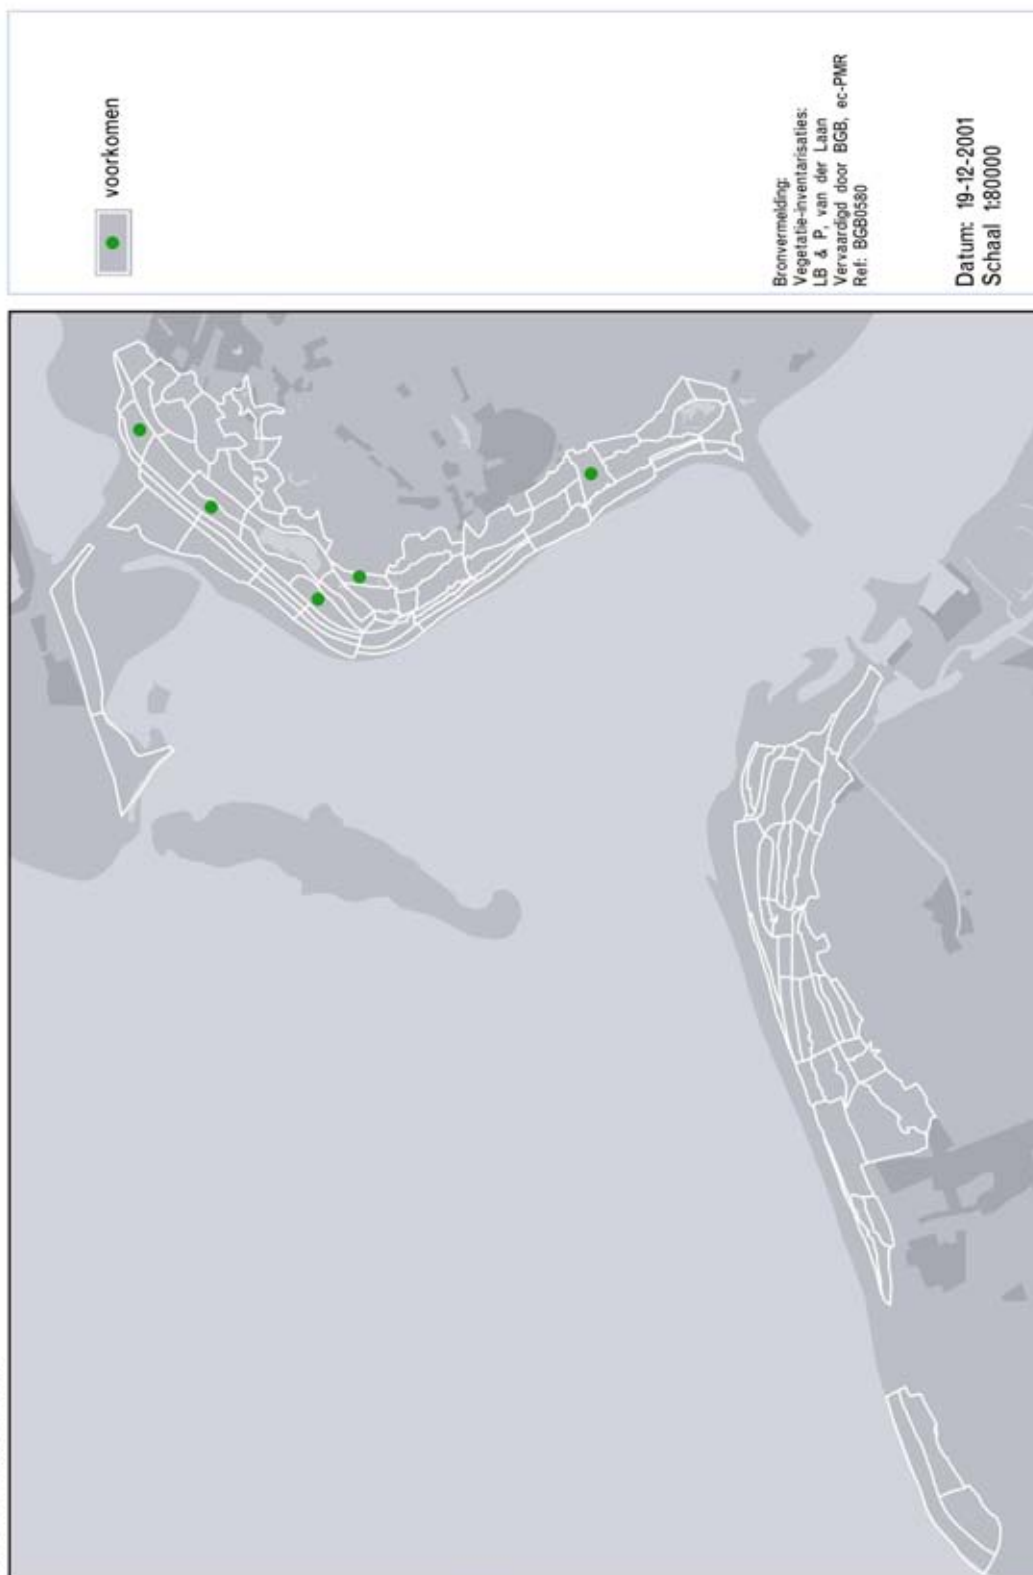 voorkomen
Bronvermelding:
Vegetatie-inventarisaties:
LB & P, van der Laan
Vervaardigd door BGB, ec-PMR
Ref: BGB0580
Datum: 19-12-2001
Schaal 1:80000